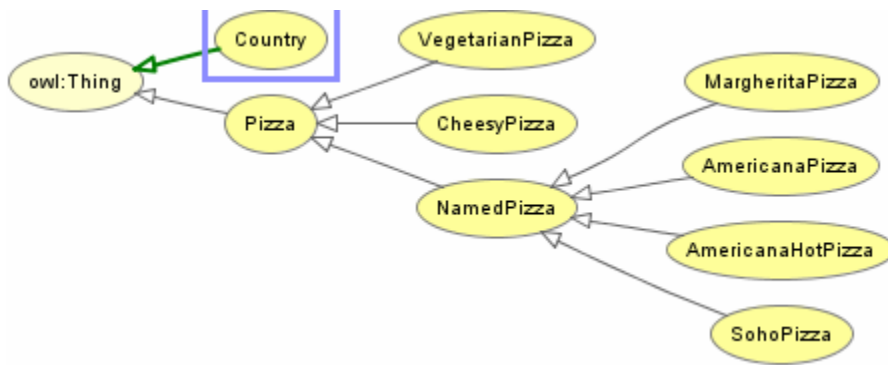 owl:Thing
Country
Pizza
VegetarianPizza
CheesyPizza
NamedPizza
MargheritaPizza
AmericanaPizza
AmericanaHotPizza
SohoPizza